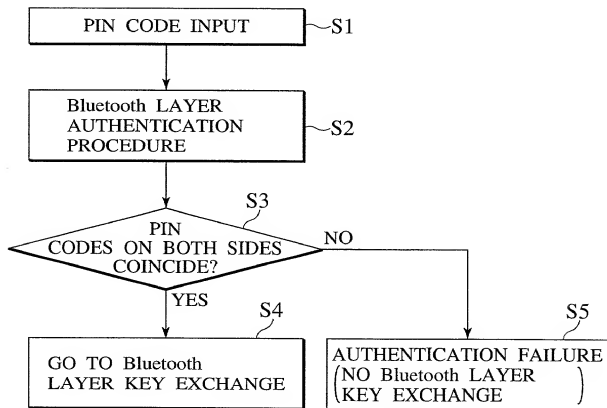 PIN CODE INPUT
S1
Bluetooth LAYER
AUTHENTICATION
PROCEDURE
S2
S3
PIN
CODES ON BOTH SIDES
COINCIDE?
NO
YES
S4
GO TO Bluetooth
LAYER KEY EXCHANGE
S5
AUTHENTICATION FAILURE
(NO Bluetooth LAYER
KEY EXCHANGE)